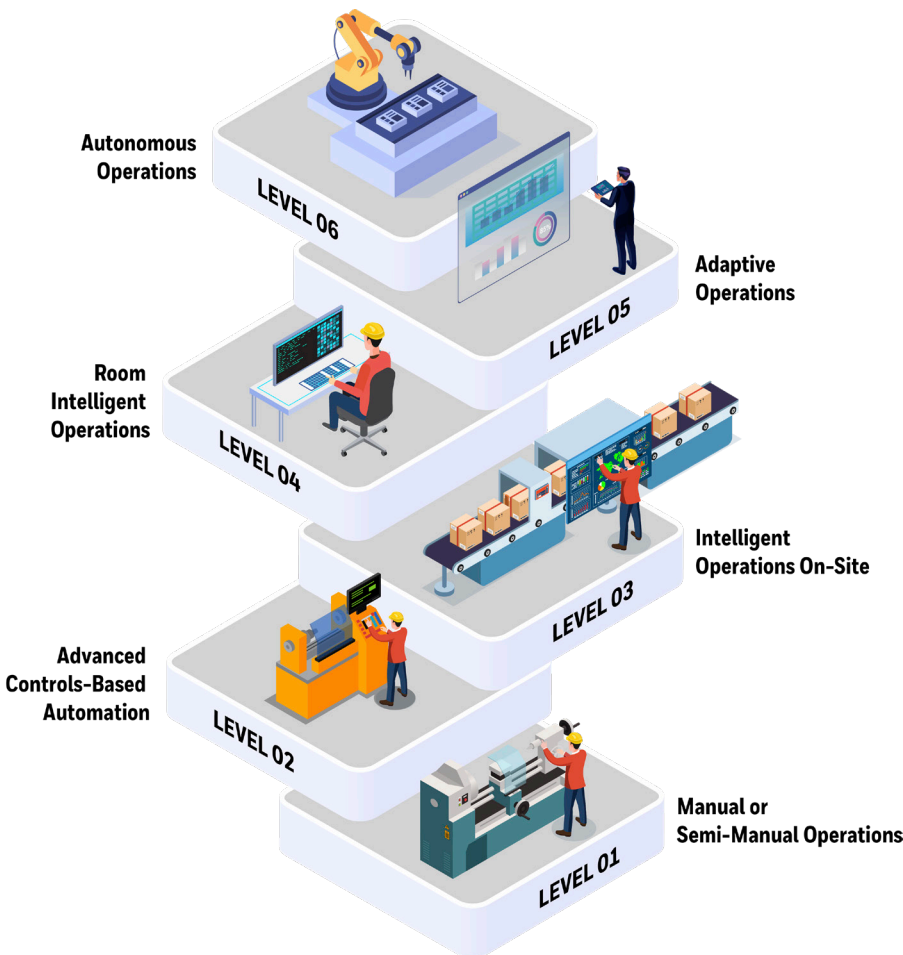 Autonomous
Operations
LEVEL 06
Adaptive
Operations
LEVEL 05
Room
Intelligent
Operations
LEVEL 04
Intelligent
Operations On-Site
LEVEL 03
Advanced
Controls-Based
Automation
LEVEL 02
Manual or
Semi-Manual Operations
LEVEL 01